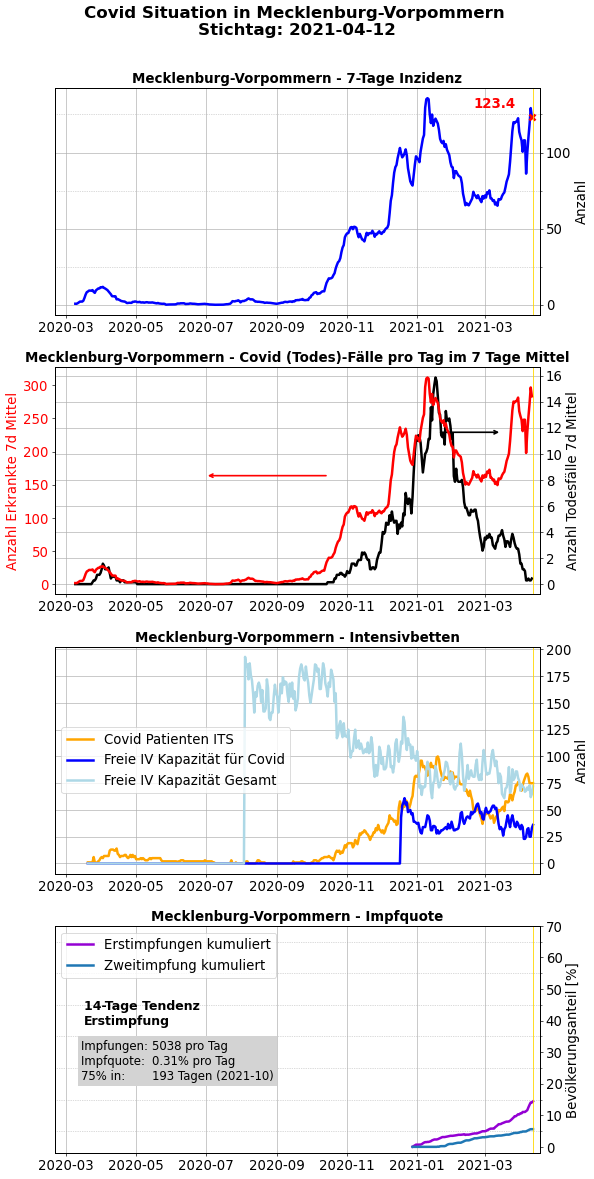 Covid Situation in Mecklenburg-Vorpommern
Stichtag: 2021-04-12
Mecklenburg-Vorpommern - 7-Tage Inzidenz
123.4
100
50
0
Anzahl
2020-03 2020-05 2020-07 2020-09 2020-11 2021-01 2021-03
Mecklenburg-Vorpommern - Covid (Todes)-Fälle pro Tag im 7 Tage Mittel
Anzahl Erkrankte 7d Mittel
300
250
200
150
100
50
0
16
14
12
10
8
6
4
2
0
Anzahl Todesfälle 7d Mittel
2020-03 2020-05 2020-07 2020-09 2020-11 2021-01 2021-03
Mecklenburg-Vorpommern - Intensivbetten
Covid Patienten ITS
Freie IV Kapazität für Covid
Freie IV Kapazität Gesamt
200
175
150
125
100
75
50
25
0
Anzahl
2020-03 2020-05 2020-07 2020-09 2020-11 2021-01 2021-03
Mecklenburg-Vorpommern - Impfquote
Erstimpfungen kumuliert
Zweitimpfung kumuliert
14-Tage Tendenz
Erstimpfung
Impfungen: 5038 pro Tag
Impfquote: 0.31% pro Tag
75% in: 193 Tagen (2021-10)
70
60
50
40
30
20
10
0
Bevölkerungsanteil [%]
2020-03 2020-05 2020-07 2020-09 2020-11 2021-01 2021-03